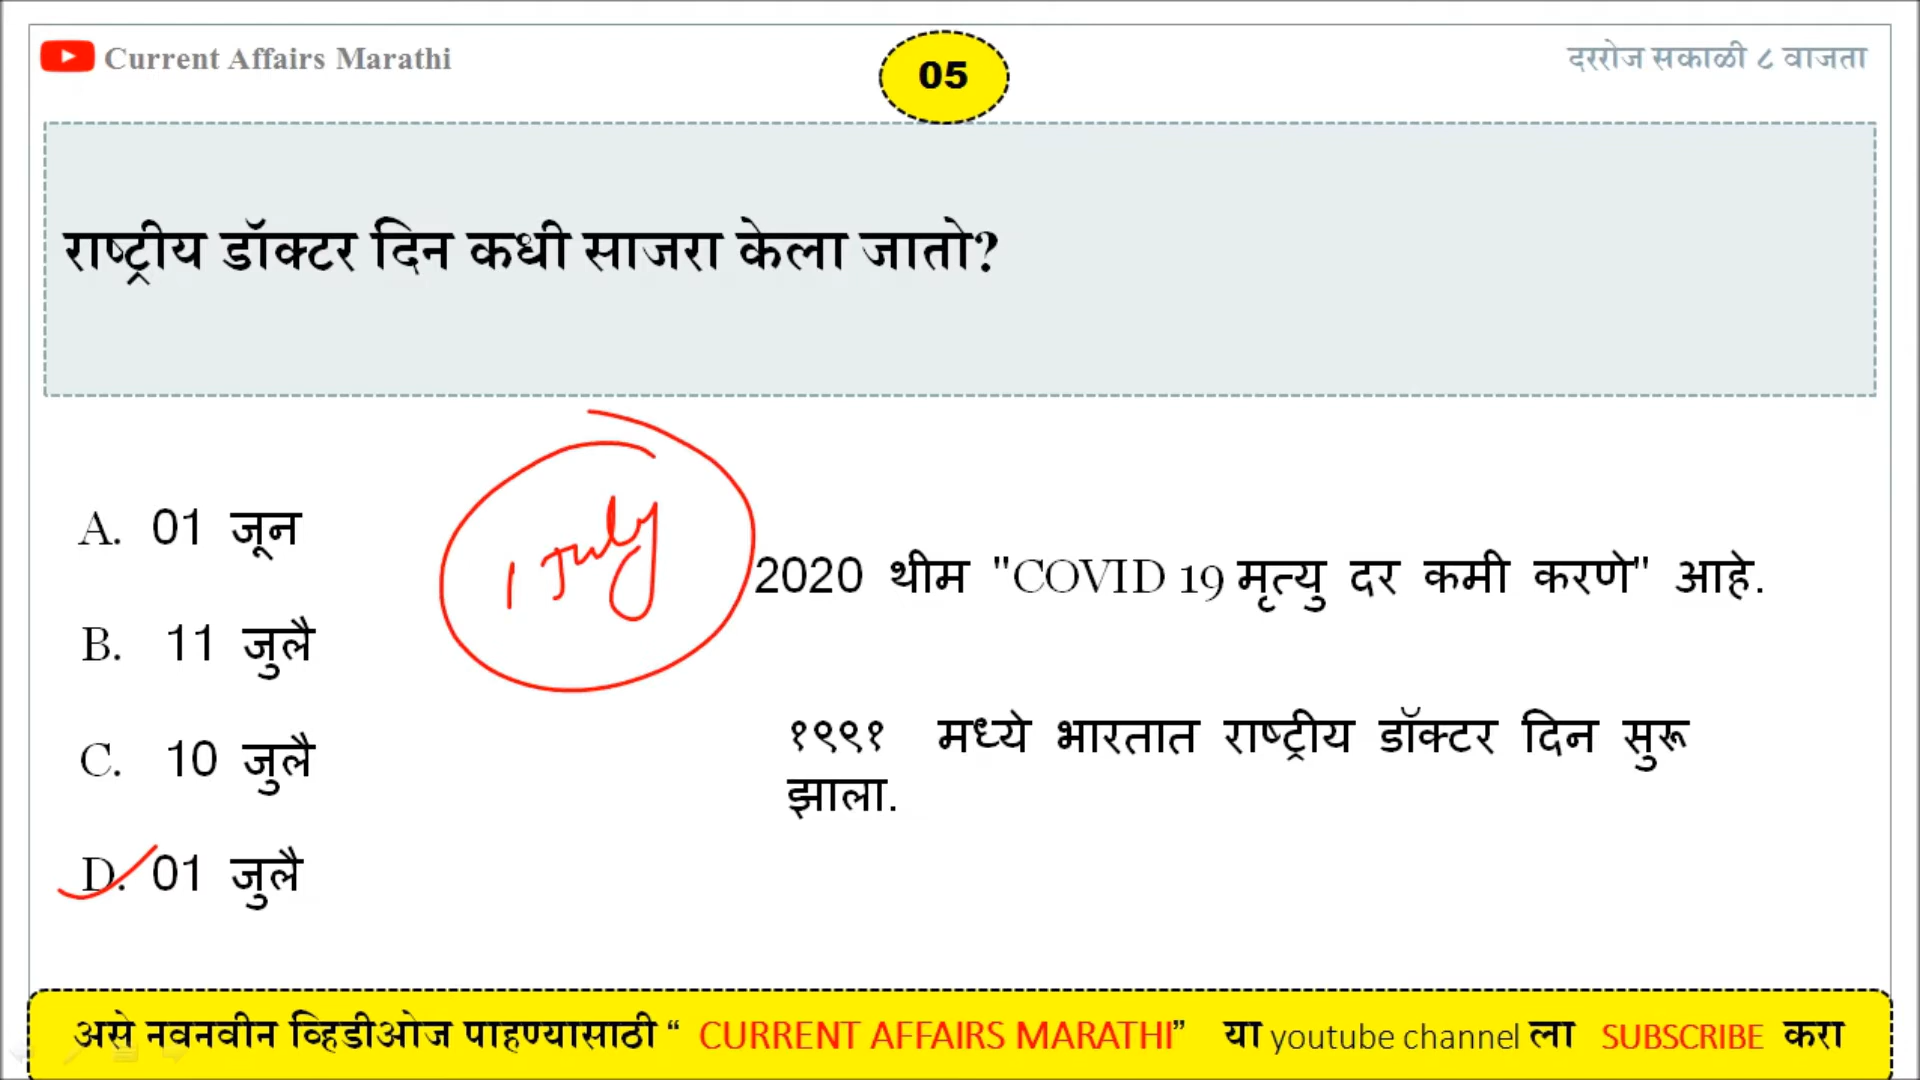 Current Affairs Marathi
05
दररोज सकाळी ८ वाजता
राष्ट्रीय डॉक्टर दिन कधी साजरा केला जातो?
A. 01 जून
B. 11 जुलै
C. 10 जुलै
D. 01 जुलै
1 July
2020 थीम "COVID 19 मृत्यु दर कमी करणे" आहे.
१९९१ मध्ये भारतात राष्ट्रीय डॉक्टर दिन सुरू
झाला.
असे नवनवीन व्हिडीओज पाहण्यासाठी “ CURRENT AFFAIRS MARATHI” या youtube channel ला SUBSCRIBE करा